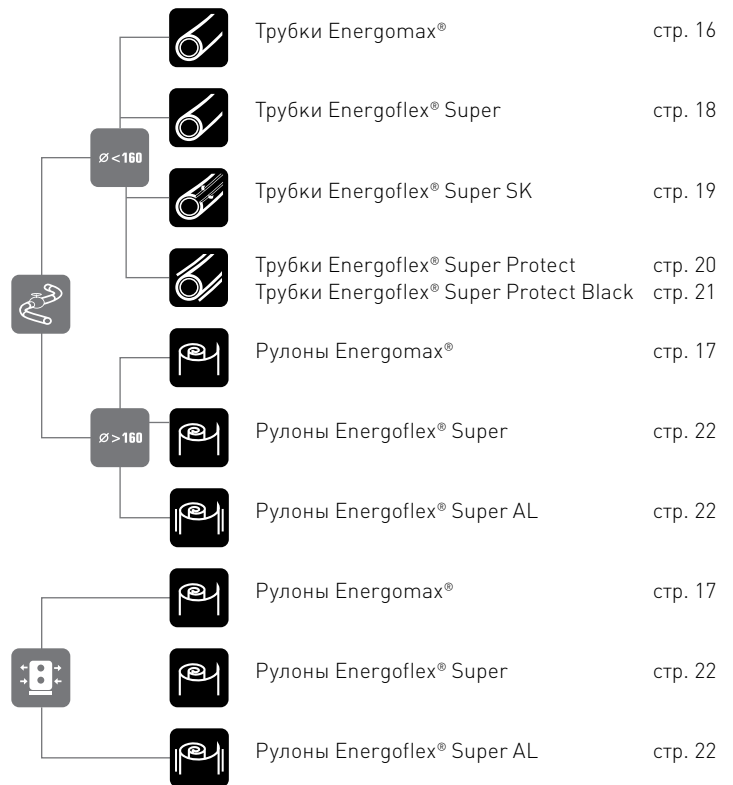 Трубки Energomax® стр. 16
Трубки Energoflex® Super стр. 18
ø<160
Трубки Energoflex® Super SK стр. 19
Трубки Energoflex® Super Protect стр. 20
Трубки Energoflex® Super Protect Black стр. 21
Рулоны Energomax® стр. 17
ø>160
Рулоны Energoflex® Super стр. 22
Рулоны Energoflex® Super AL стр. 22
Рулоны Energomax® стр. 17
Рулоны Energoflex® Super стр. 22
Рулоны Energoflex® Super AL стр. 22